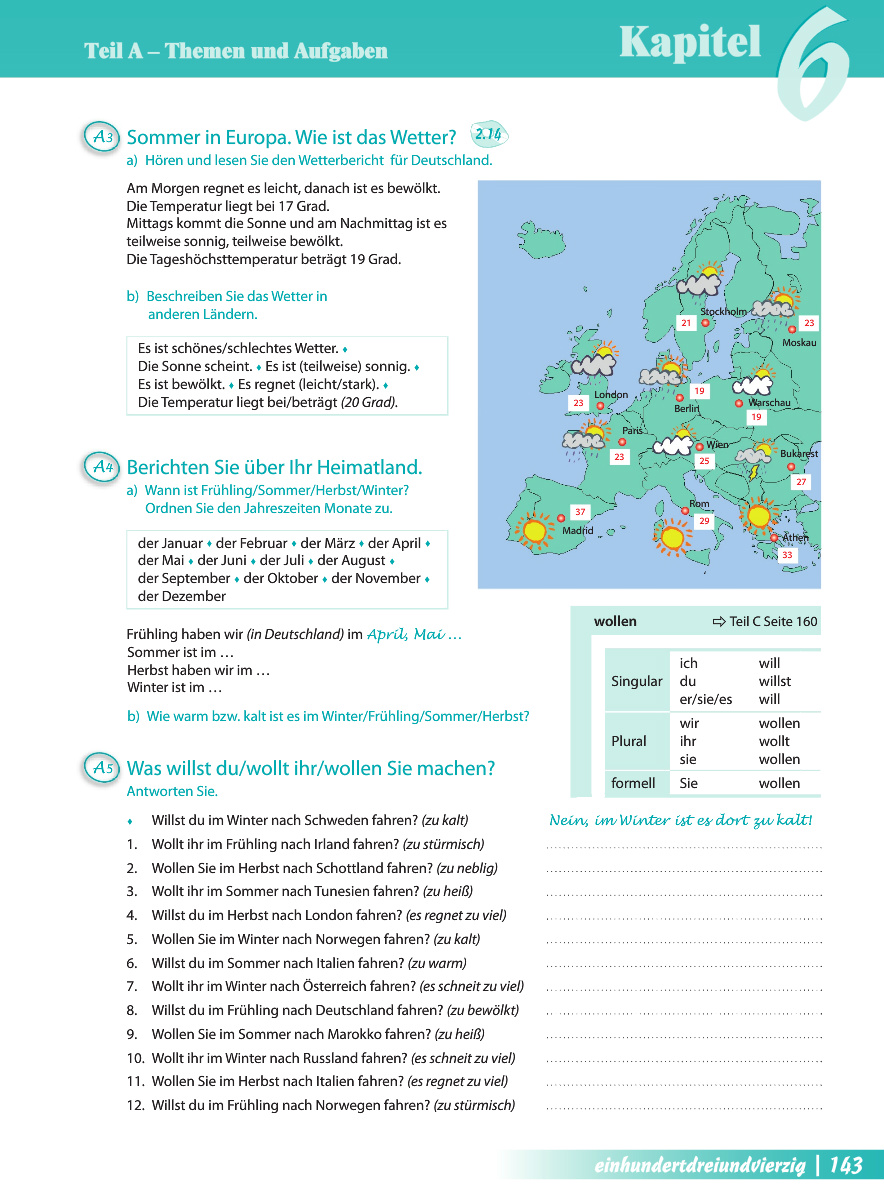 Teil A – Themen und Aufgaben
Kapitel 6
A3 Sommer in Europa. Wie ist das Wetter? 2.14
a) Hören und lesen Sie den Wetterbericht für Deutschland.
Am Morgen regnet es leicht, danach ist es bewölkt.
Die Temperatur liegt bei 17 Grad.
Mittags kommt die Sonne und am Nachmittag ist es
teilweise sonnig, teilweise bewölkt.
Die Tageshöchsttemperatur beträgt 19 Grad.
b) Beschreiben Sie das Wetter in
anderen Ländern.
Es ist schönes/schlechtes Wetter. ♦
Die Sonne scheint. ♦ Es ist (teilweise) sonnig. ♦
Es ist bewölkt. ♦ Es regnet (leicht/stark). ♦
Die Temperatur liegt bei/beträgt (20 Grad).
Stockholm
21
23
Moskau
London
23
19
Berlin
Warschau
19
Paris
23
Wien
25
Bukarest
27
37
Madrid
Rom
29
Athen
33
A4 Berichten Sie über Ihr Heimatland.
a) Wann ist Frühling/Sommer/Herbst/Winter?
Ordnen Sie den Jahreszeiten Monate zu.
der Januar ♦ der Februar ♦ der März ♦ der April ♦
der Mai ♦ der Juni ♦ der Juli ♦ der August ♦
der September ♦ der Oktober ♦ der November ♦
der Dezember
Frühling haben wir (in Deutschland) im April, Mai …
Sommer ist im …
Herbst haben wir im …
Winter ist im …
b) Wie warm bzw. kalt ist es im Winter/Frühling/Sommer/Herbst?
wollen ⇨ Teil C Seite 160
Singular
ich will
du willst
er/sie/es will
Plural
wir wollen
ihr wollt
sie wollen
formell Sie wollen
A5 Was willst du/wollt ihr/wollen Sie machen?
Antworten Sie.
♦ Willst du im Winter nach Schweden fahren? (zu kalt) Nein, im Winter ist es dort zu kalt!
1. Wollt ihr im Frühling nach Irland fahren? (zu stürmisch)
2. Wollen Sie im Herbst nach Schottland fahren? (zu neblig)
3. Wollt ihr im Sommer nach Tunesien fahren? (zu heiß)
4. Willst du im Herbst nach London fahren? (es regnet zu viel)
5. Wollen Sie im Winter nach Norwegen fahren? (zu kalt)
6. Willst du im Sommer nach Italien fahren? (zu warm)
7. Wollt ihr im Winter nach Österreich fahren? (es schneit zu viel)
8. Willst du im Frühling nach Deutschland fahren? (zu bewölkt)
9. Wollen Sie im Sommer nach Marokko fahren? (zu heiß)
10. Wollt ihr im Winter nach Russland fahren? (es schneit zu viel)
11. Wollen Sie im Herbst nach Italien fahren? (es regnet zu viel)
12. Willst du im Frühling nach Norwegen fahren? (zu stürmisch)
einhundertdreiundvierzig | 143